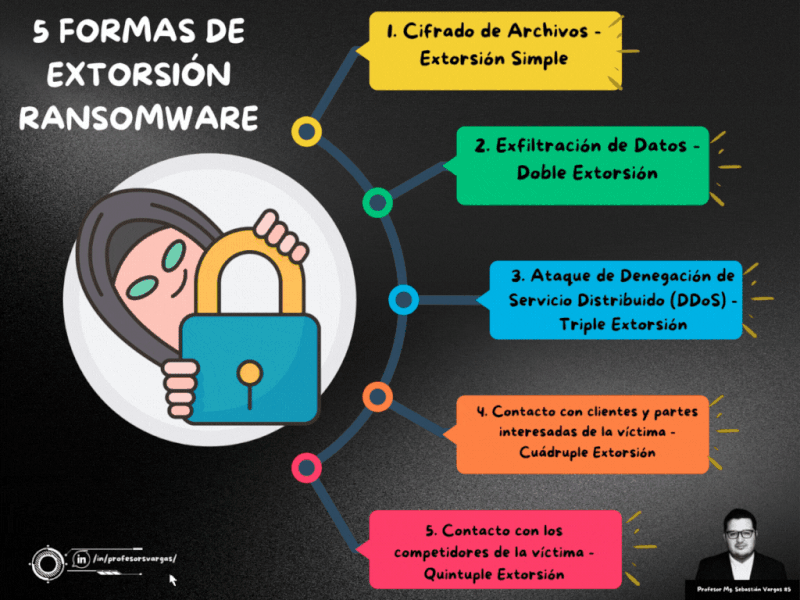 5 FORMAS DE
EXTORSIÓN
RANSOMWARE
1. Cifrado de Archivos -
Extorsión Simple
2. Exfiltración de Datos -
Doble Extorsión
3. Ataque de Denegación de
Servicio Distribuido (DDoS) -
Triple Extorsión
4. Contacto con clientes y partes
interesadas de la víctima -
Cuádruple Extorsión
5. Contacto con los
competidores de la víctima -
Quintuple Extorsión
in /in/profesorsvargas/
Profesor Mg. Sebastián Vargas